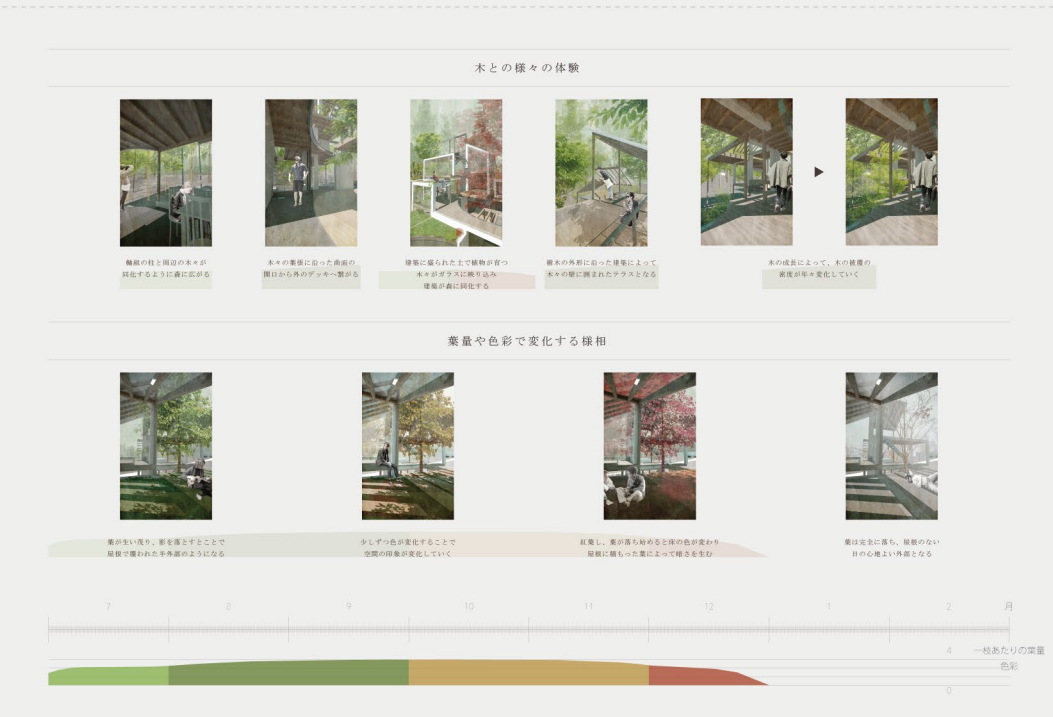 木との様々の体験
軸組の柱と周辺の木々が
同化するように森に広がる
木々の葉張に沿った曲面の
開口から外のデッキへ繋がる
建築に盛られた土で植物が育つ
木々がガラスに映り込み
建築が森に同化する
樹木の外形に沿った建築によって
木々の壁に囲まれたテラスとなる
木の成長によって、木の被覆の
密度が年々変化していく
葉量や色彩で変化する様相
葉が生い茂り、影を落とすことで
屋根で覆われた半外部のようになる
少しずつ色が変化することで
空間の印象が変化していく
紅葉し、葉が落ち始めると床の色が変わり
屋根に積もった葉によって暗さを生む
葉は完全に落ち、屋根のない
日の心地よい外部となる
7 8 9 10 11 12 1 2 月
4 一枝あたりの葉量
色彩
0